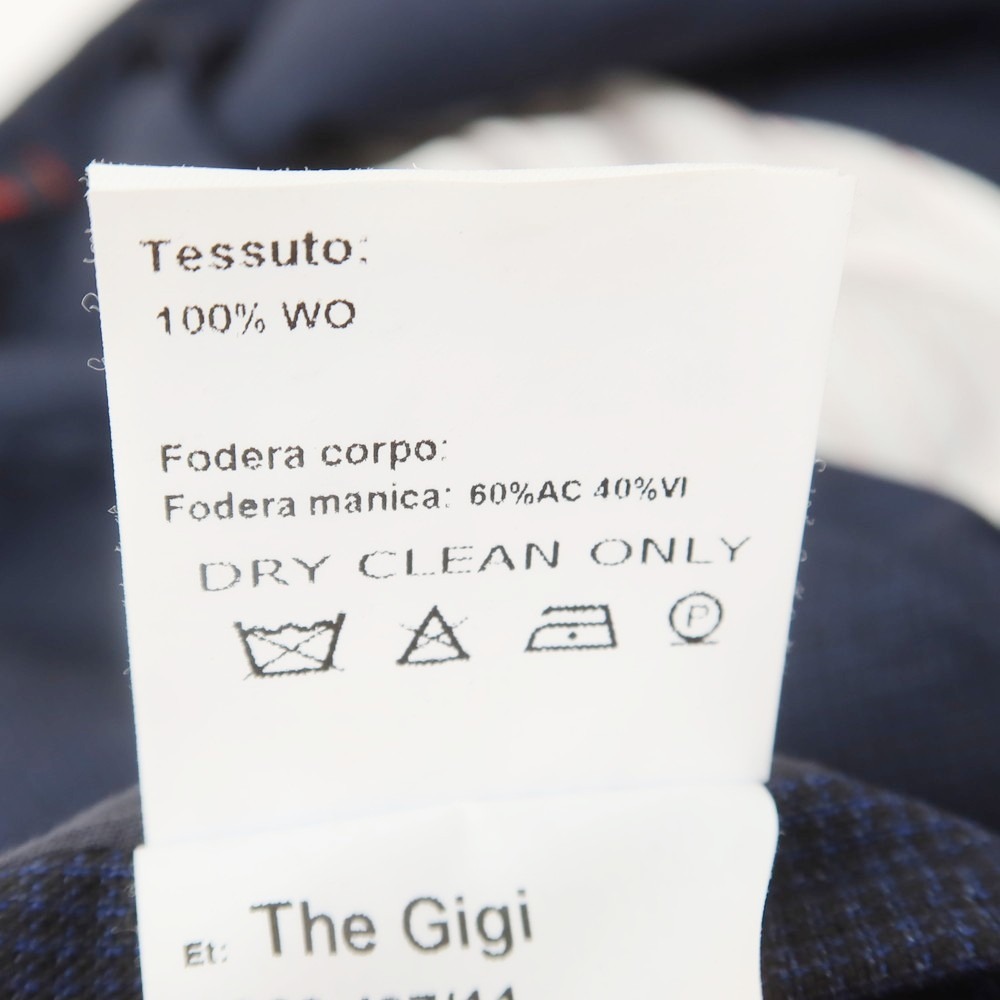 Tessuto:
100% WO
Fodera corpo:
Fodera manica: 60%AC 40%VI
DRY CLEAN ONLY
P
Et: The Gigi